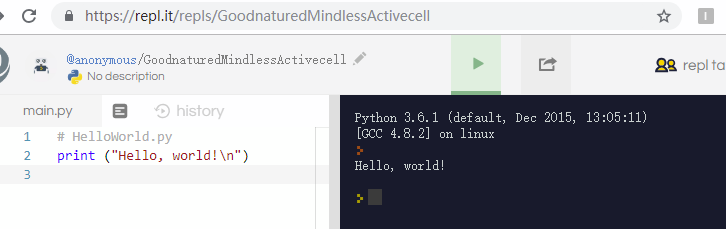 https://repl.it/repls/GoodnaturedMindlessActivecell
@anonymous/GoodnaturedMindlessActivecell
No description
repl ta
main.py
history
1 # HelloWorld.py
2 print ("Hello, world!\n")
3
Python 3.6.1 (default, Dec 2015, 13:05:11)
[GCC 4.8.2] on linux
Hello, world!